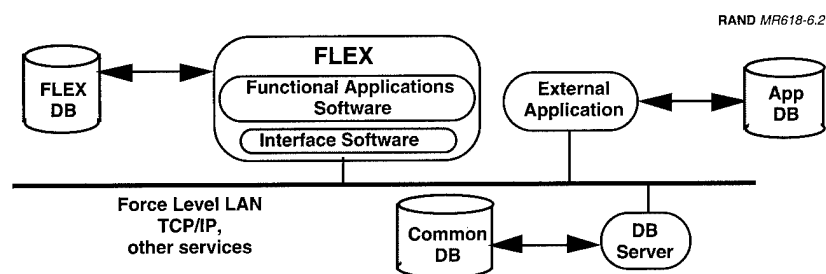 RAND MR618-6.2
FLEX
FLEX
DB
Functional Applications
Software
Interface Software
External
Application
App
DB
Force Level LAN
TCP/IP,
other services
Common
DB
DB
Server